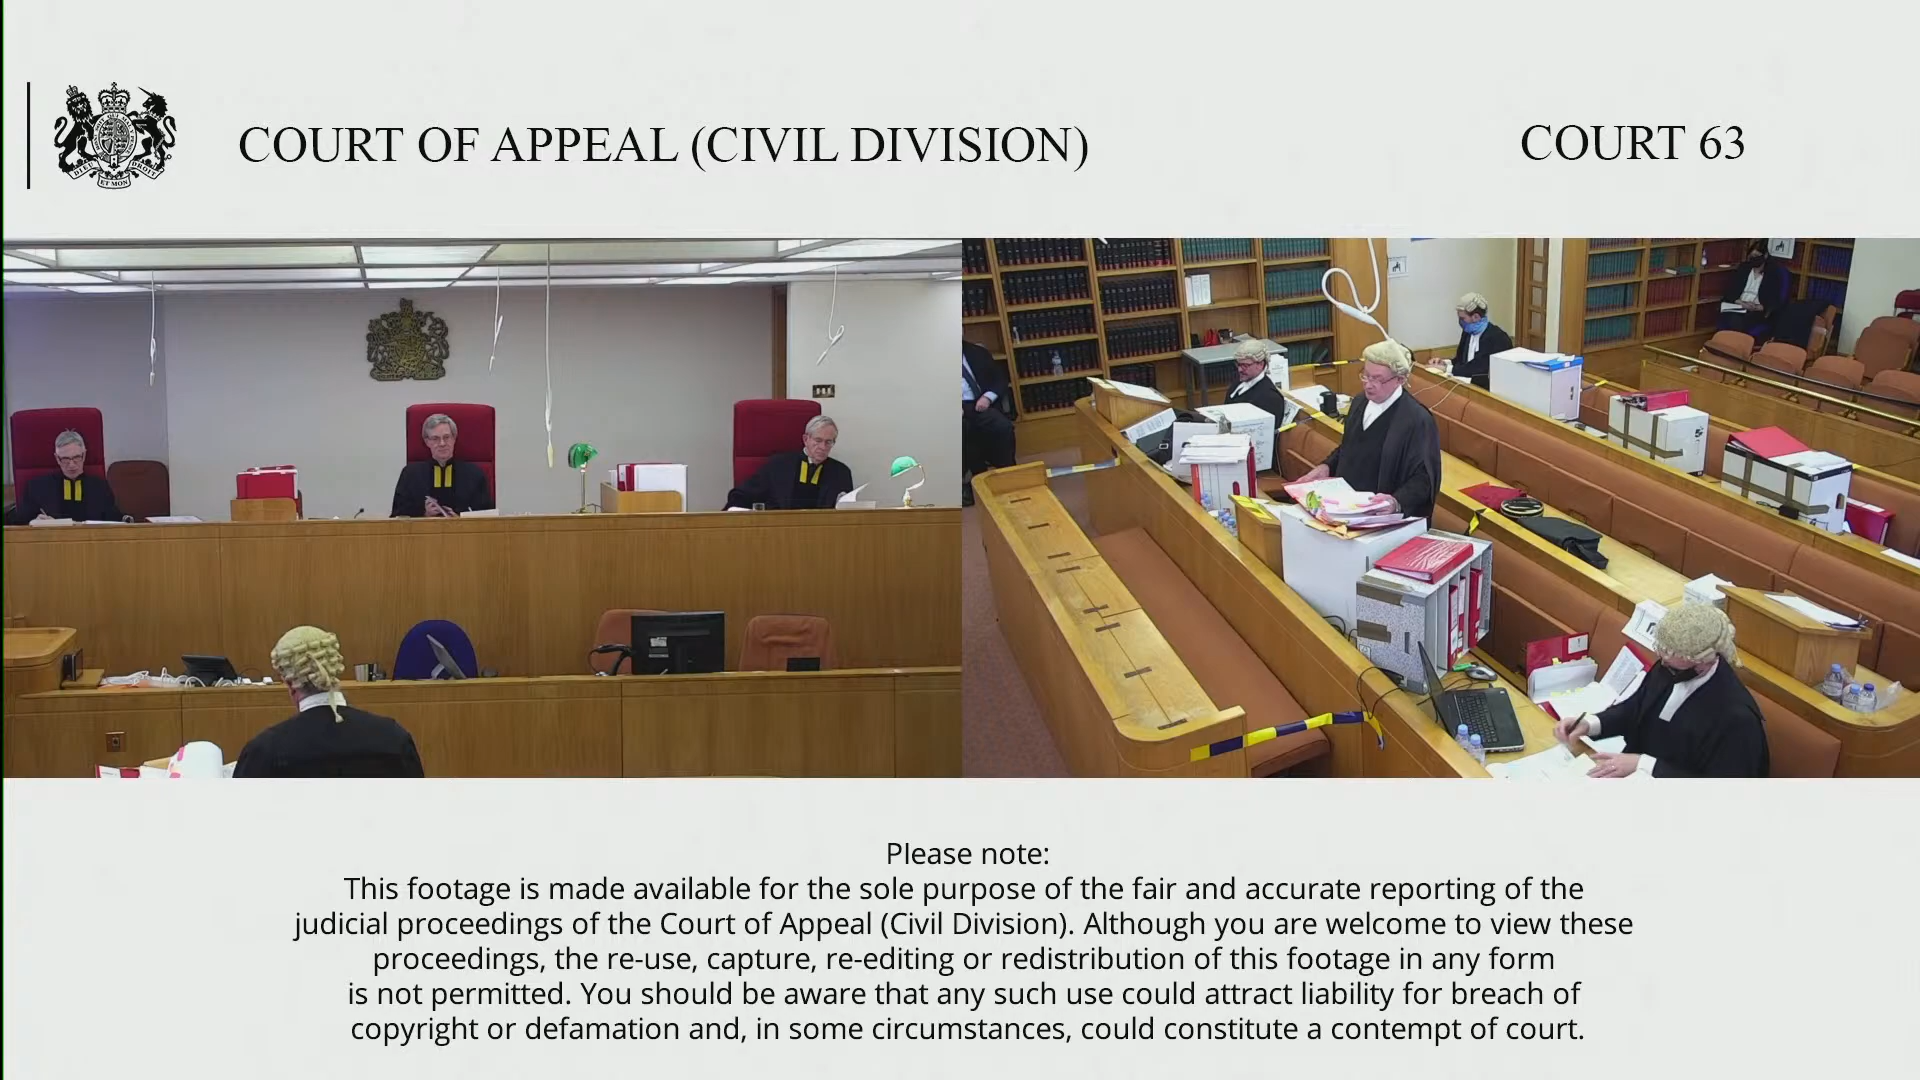 COURT OF APPEAL (CIVIL DIVISION)
COURT 63
DIEU
ET MON
DROIT
Please note:
This footage is made available for the sole purpose of the fair and accurate reporting of the
judicial proceedings of the Court of Appeal (Civil Division). Although you are welcome to view these
proceedings, the re-use, capture, re-editing or redistribution of this footage in any form
is not permitted. You should be aware that any such use could attract liability for breach of
copyright or defamation and, in some circumstances, could constitute a contempt of court.